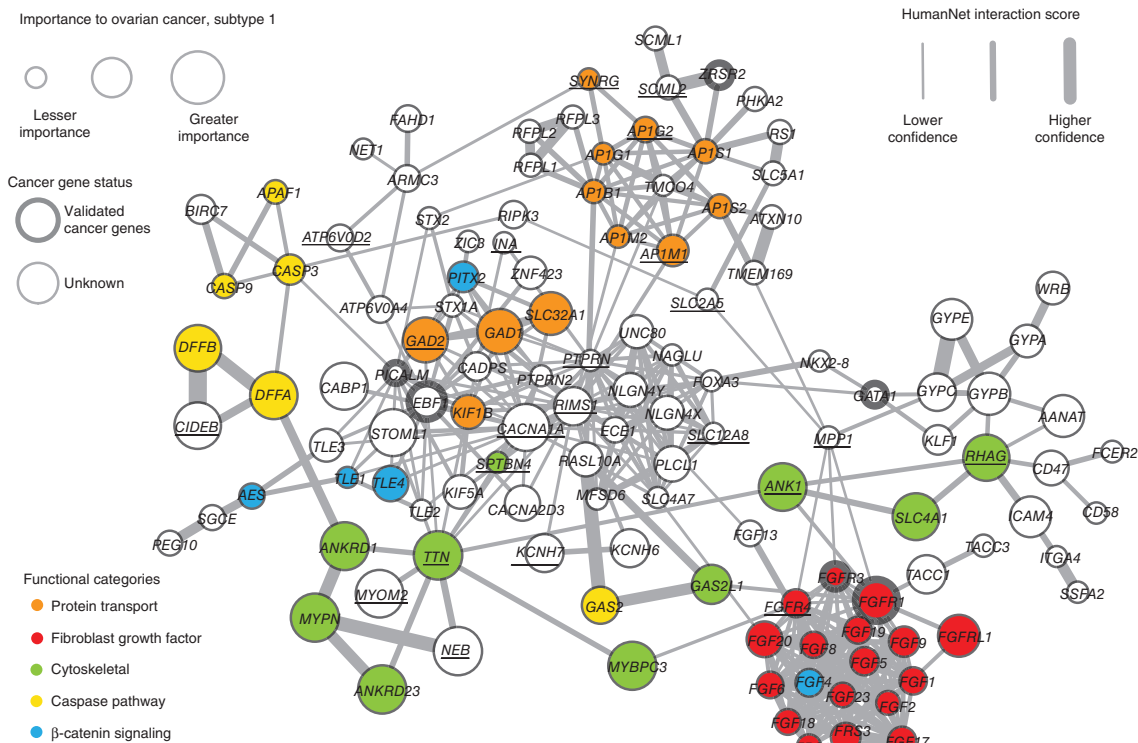 Importance to ovarian cancer, subtype 1
Lesser
importance
Greater
importance
HumanNet interaction score
Lower
confidence
Higher
confidence
Cancer gene status
Validated
cancer genes
Unknown
SCML1
ZRSR2
SYNRG
SCML2
PHKA2
FAHD1
RFPL3
RFPL2
AP1G2
RS1
NET1
AP1G1
AP1S1
RFPL1
SLC5A1
ARMC3
TMCO4
APAF1
AP1B1
BIRC7
STX2
RIPK3
AP1S2
ATXN10
ATP6V0D2
ZIC3
INA
AP1M2
AP1M1
CASP3
PITX2
ZNF423
TMEM169
CASP9
WRB
ATP6V0A4
STX1A
SLC32A1
SLC2A5
GYPE
UNC80
GAD2
GAD1
GYPA
DFFB
PTPRN
NAGLU
NKX2-8
PICALM
CADPS
PTPRN2
FOXA3
CABP1
NLGN4Y
DFFA
EBF1
GATA1
GYPC
GYPB
KIF1B
RIMS1
NLGN4X
AANAT
CIDEB
STOML1
CACNA1A
ECE1
SLC12A8
MPP1
KLF1
TLE3
RASL10A
PLCL1
RHAG
FCER2
SPTBN4
CD47
TLE1
TLE4
KIF5A
MFSD6
SLC4A7
ANK1
AES
TLE2
CACNA2D3
SLC4A1
CD58
SGCE
ICAM4
PEG10
ANKRD1
TTN
KCNH7
KCNH6
FGF13
TACC3
ITGA4
FGFR3
TACC1
SSFA2
MYOM2
GAS2L1
GAS2
FGFR4
FGFR1
MYPN
FGF19
FGF20
FGF8
FGF9
FGFRL1
NEB
FGF5
MYBPC3
FGF6
FGF4
FGF1
ANKRD23
FGF23
FGF2
FGF18
FRS3
FGF17
Functional categories
Protein transport
Fibroblast growth factor
Cytoskeletal
Caspase pathway
β-catenin signaling